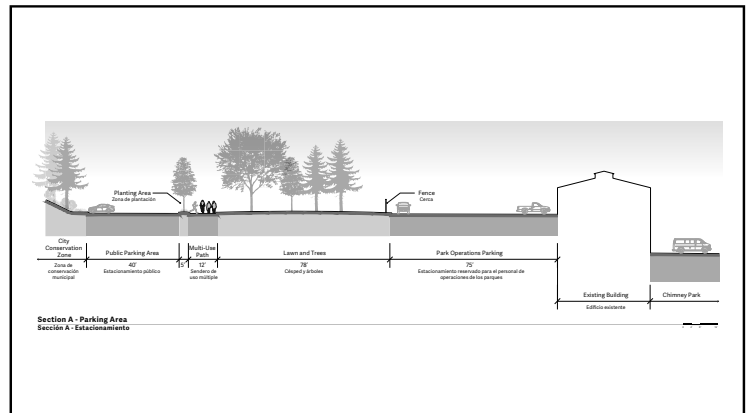 Planting Area
Zona de plantación
Fence
Cerca
City
Conservation
Zone
Zona de
conservación
municipal
Public Parking Area
40'
Estacionamiento público
5'
Multi-Use
Path
12'
Sendero de
uso múltiple
Lawn and Trees
78'
Césped y árboles
Park Operations Parking
75'
Estacionamiento reservado para el personal de
operaciones de los parques
Existing Building
Edificio existente
Chimney Park
Section A - Parking Area
Sección A - Estacionamiento